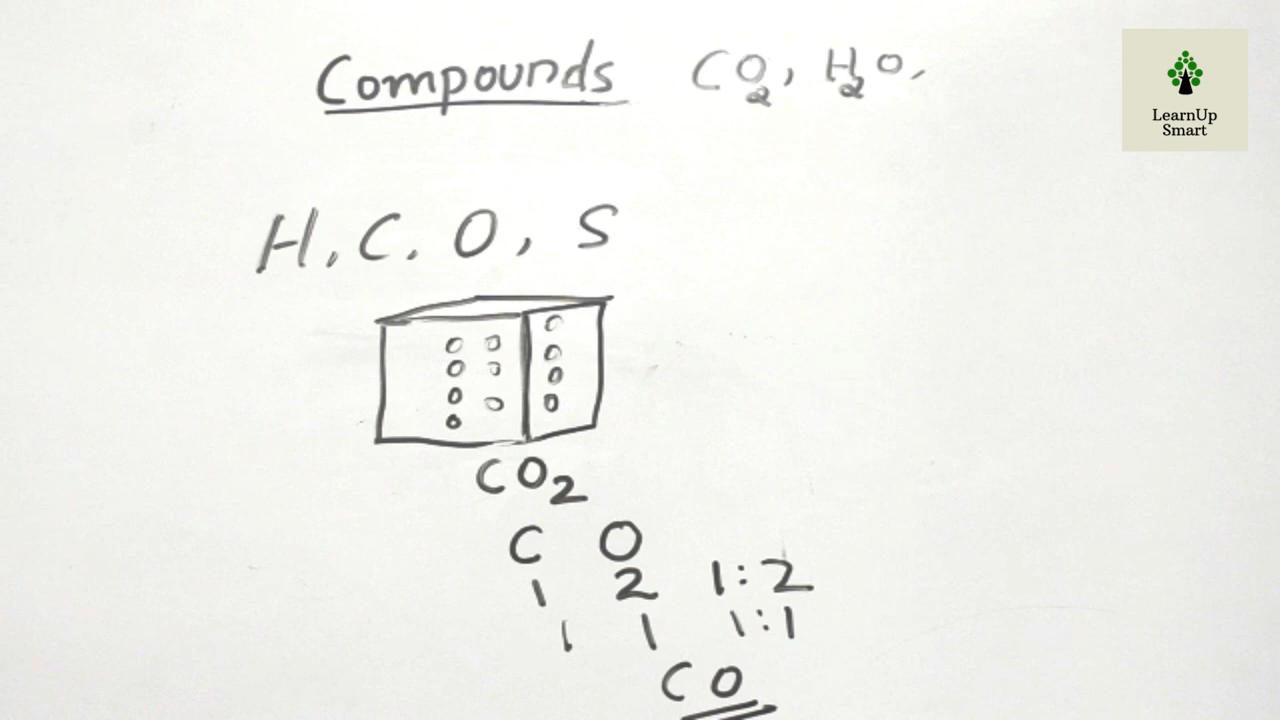 Compounds CO₂, H₂O,
LearnUp
Smart
H, C, O, S
CO₂
C O
1 2 1:2
1 1 1:1
CO